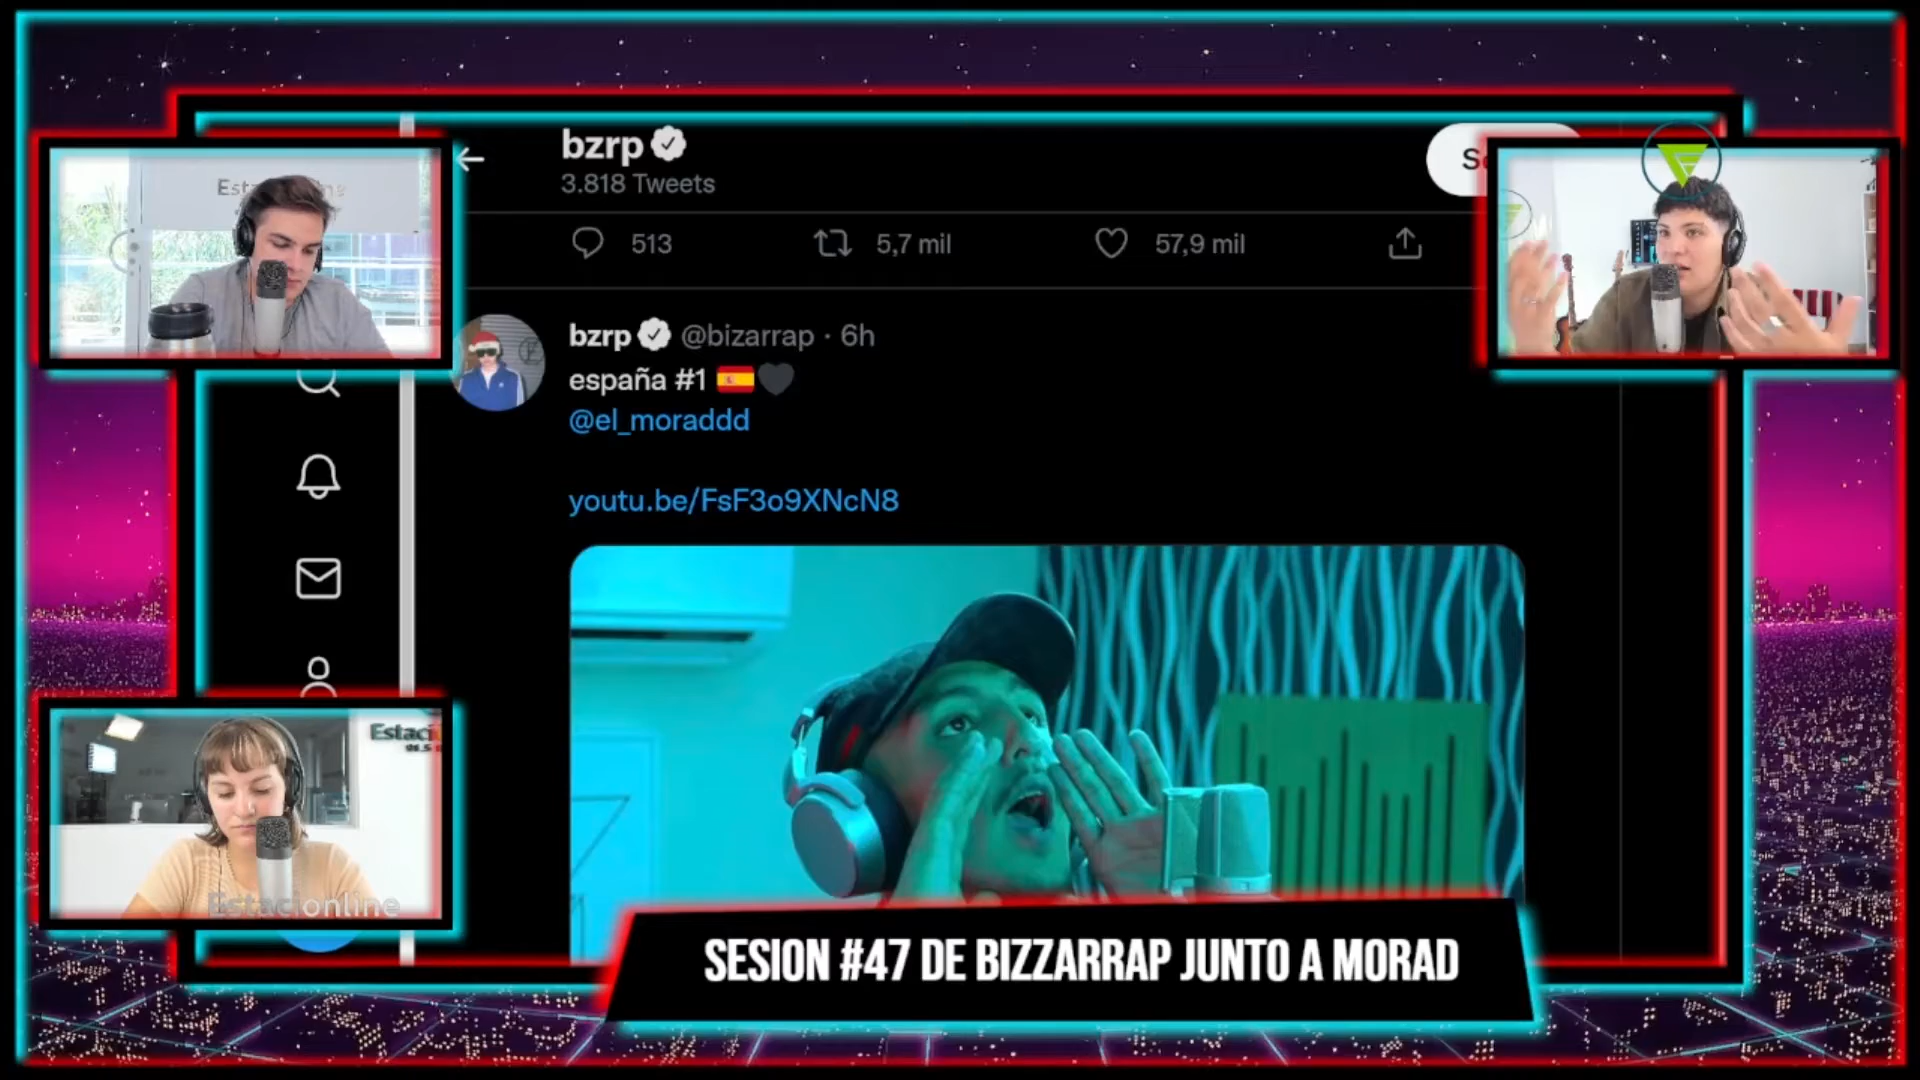 bzrp
3.818 Tweets
513
5,7 mil
57,9 mil
bzrp @bizarrap · 6h
españa #1
@el_moraddd
youtu.be/FsF3o9XNcN8
Estacionline
SESION #47 DE BIZZARRAP JUNTO A MORAD